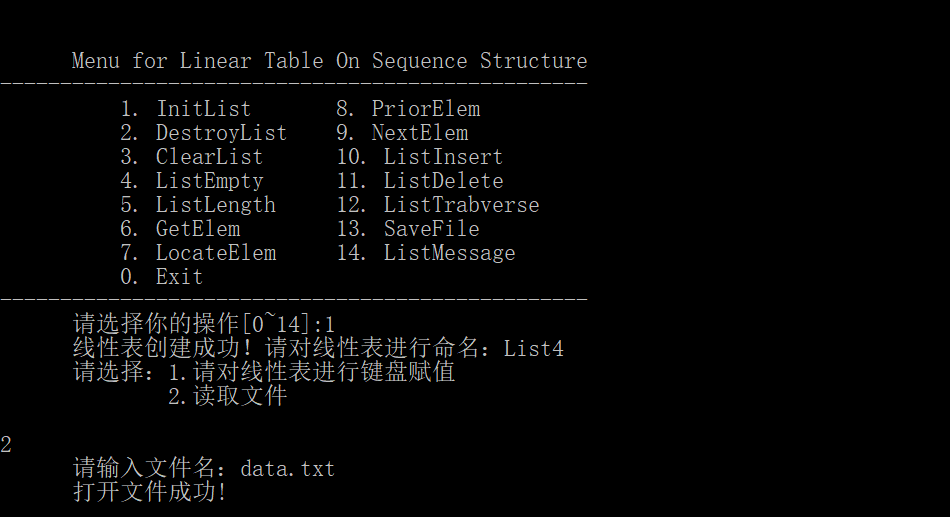 Menu for Linear Table On Sequence Structure
-------------------------------------------------
1. InitList 8. PriorElem
2. DestroyList 9. NextElem
3. ClearList 10. ListInsert
4. ListEmpty 11. ListDelete
5. ListLength 12. ListTrabverse
6. GetElem 13. SaveFile
7. LocateElem 14. ListMessage
0. Exit
-------------------------------------------------
请选择你的操作[0~14]:1
线性表创建成功！请对线性表进行命名：List4
请选择：1.请对线性表进行键盘赋值
2.读取文件
2
请输入文件名：data.txt
打开文件成功!